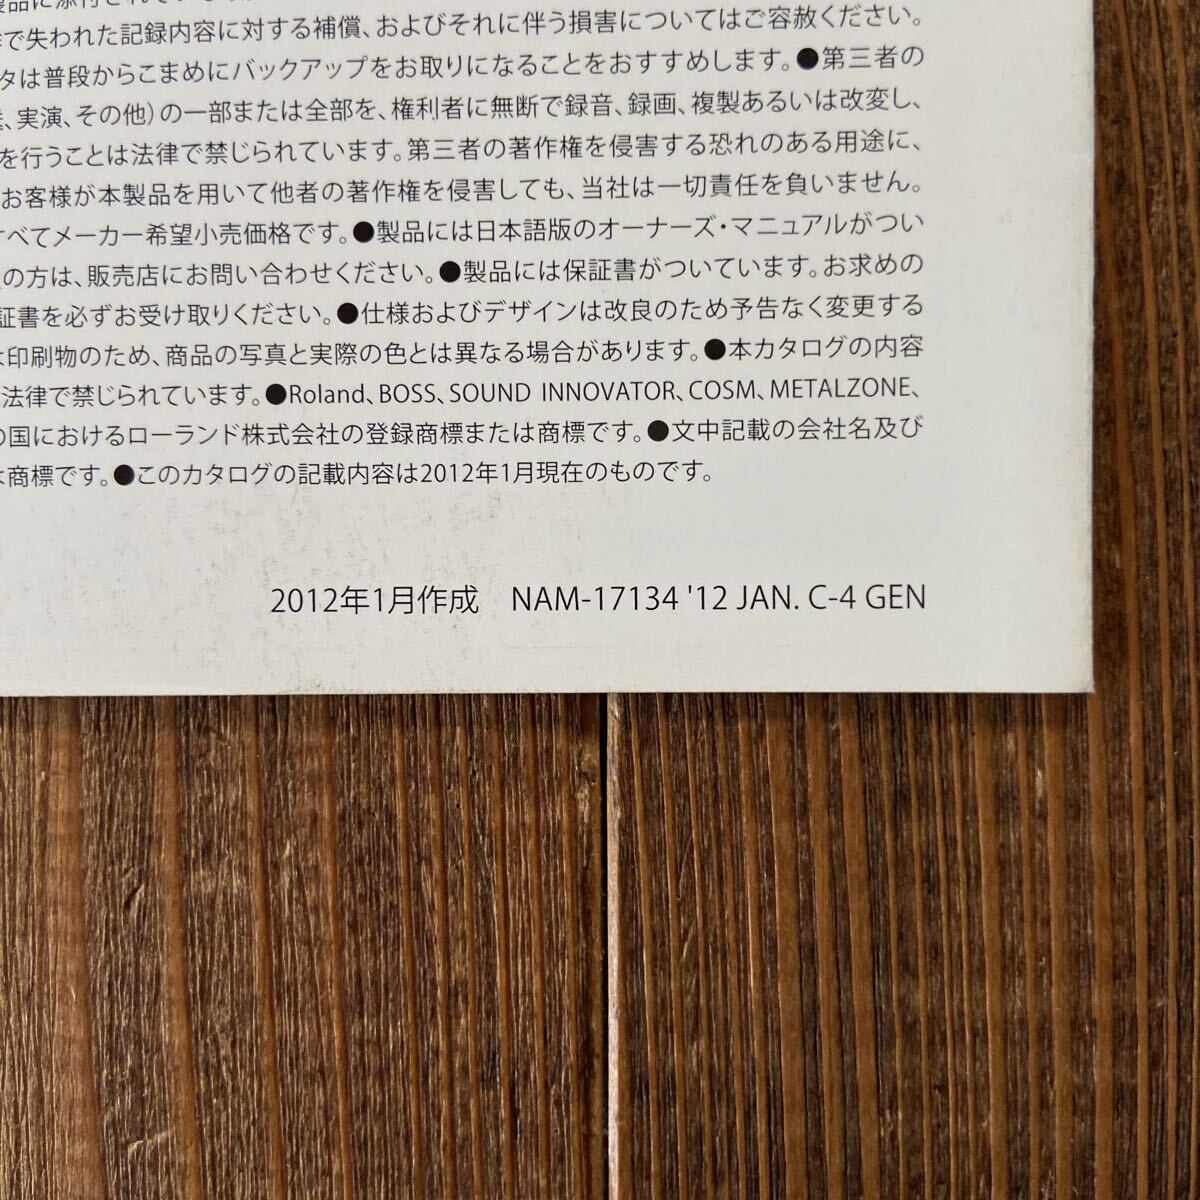 で失われた記録内容に対する補償、およびそれに伴う損害についてはご容赦ください。
タは普段からこまめにバックアップをお取りになることをおすすめします。●第三者の
、実演、その他）の一部または全部を、権利者に無断で録音、録画、複製あるいは改変し、
を行うことは法律で禁じられています。第三者の著作権を侵害する恐れのある用途に、
お客様が本製品を用いて他者の著作権を侵害しても、当社は一切責任を負いません。
すべてメーカー希望小売価格です。●製品には日本語版のオーナーズ・マニュアルがつい
の方は、販売店にお問い合わせください。●製品には保証書がついています。お求めの
証書を必ずお受け取りください。●仕様およびデザインは改良のため予告なく変更する
は印刷物のため、商品の写真と実際の色とは異なる場合があります。●本カタログの内容
法律で禁じられています。●Roland、BOSS、SOUND INNOVATOR、COSM、METALZONE、
の国におけるローランド株式会社の登録商標または商標です。●文中記載の会社名及び
は商標です。●このカタログの記載内容は2012年1月現在のものです。
2012年1月作成 NAM-17134 '12 JAN. C-4 GEN